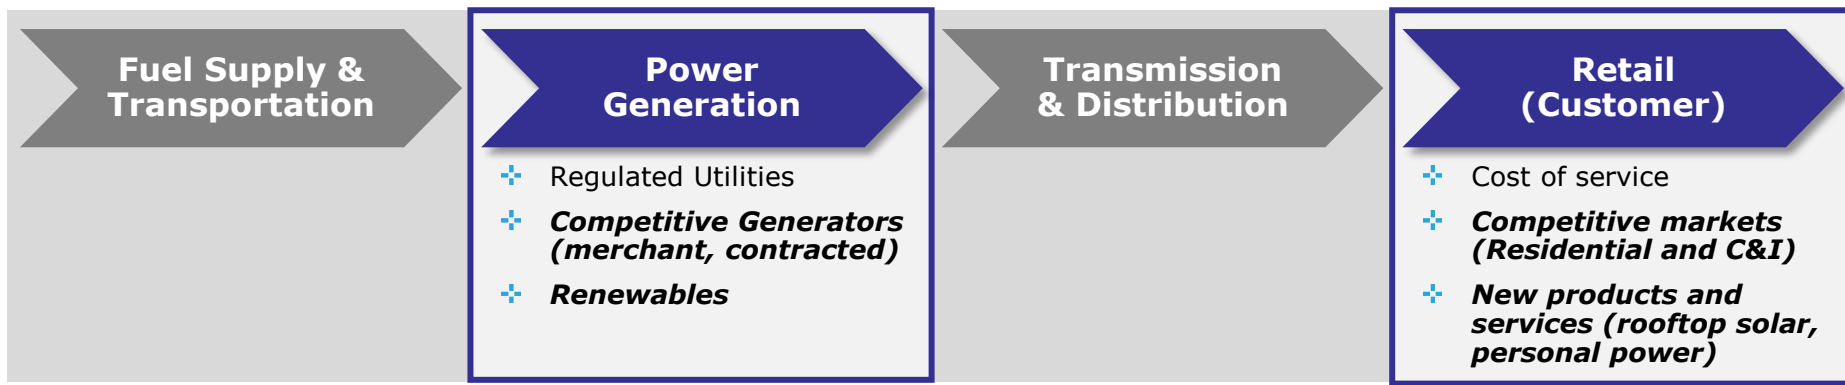 Fuel Supply &
Transportation
Power
Generation
Regulated Utilities
Competitive Generators
(merchant, contracted)
Renewables
Transmission
& Distribution
Retail
(Customer)
Cost of service
Competitive markets
(Residential and C&I)
New products and
services (rooftop solar,
personal power)